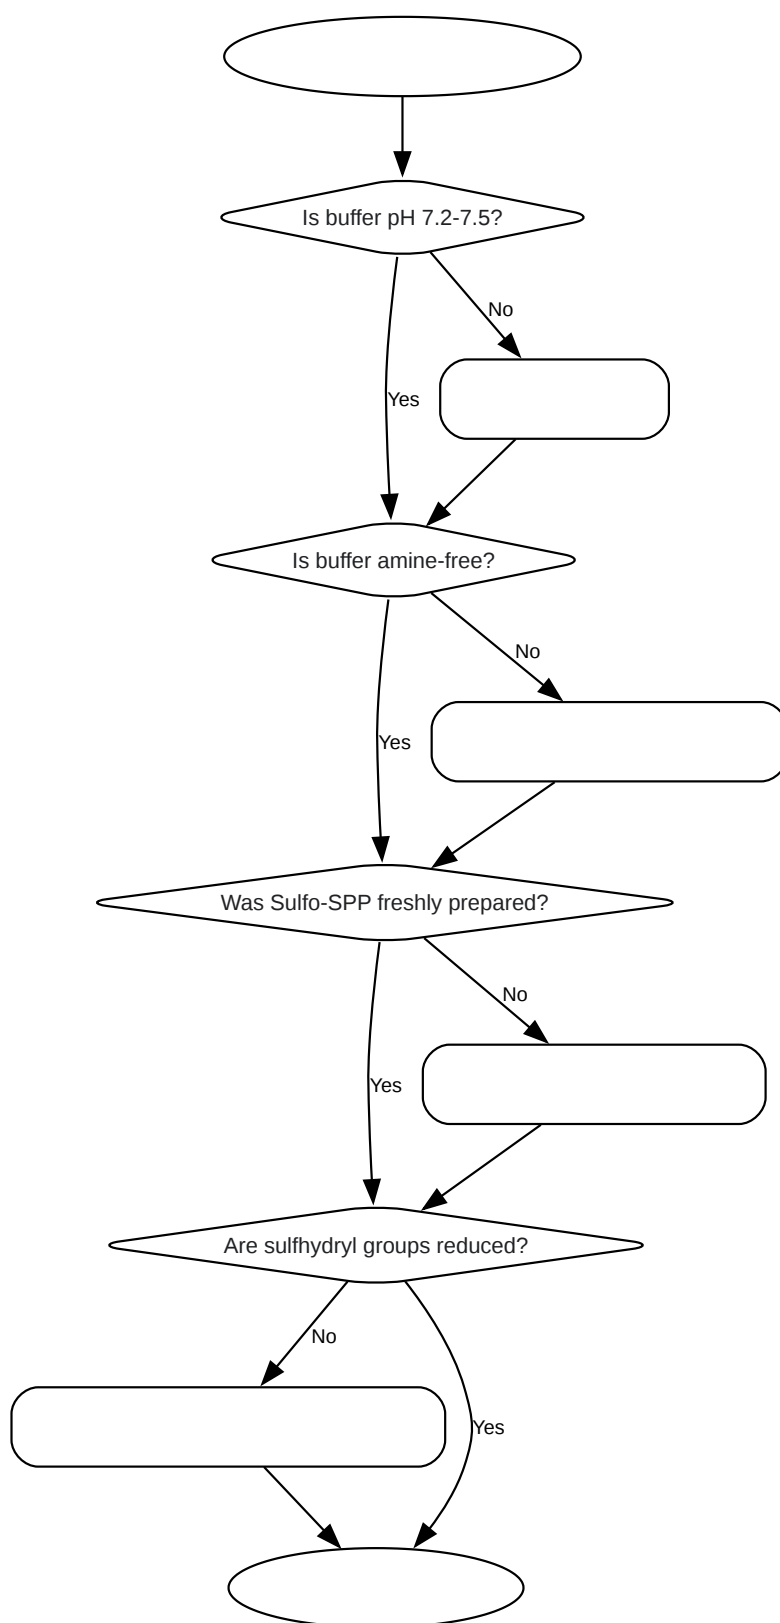 Is buffer pH 7.2-7.5?
No
Yes
Is buffer amine-free?
No
Yes
Was Sulfo-SPP freshly prepared?
No
Yes
Are sulfhydryl groups reduced?
No
Yes